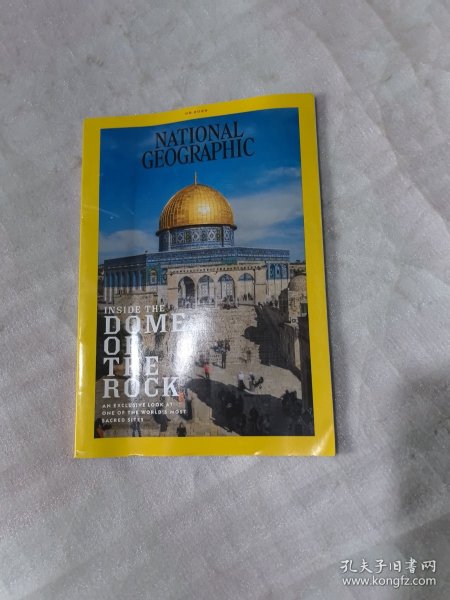 NATIONAL
GEOGRAPHIC
INSIDE THE
DOME
OF
THE
ROCK
AN EXCLUSIVE LOOK AT
ONE OF THE WORLD'S MOST
SACRED SITES
孔夫子旧书网
www.kongfz.com